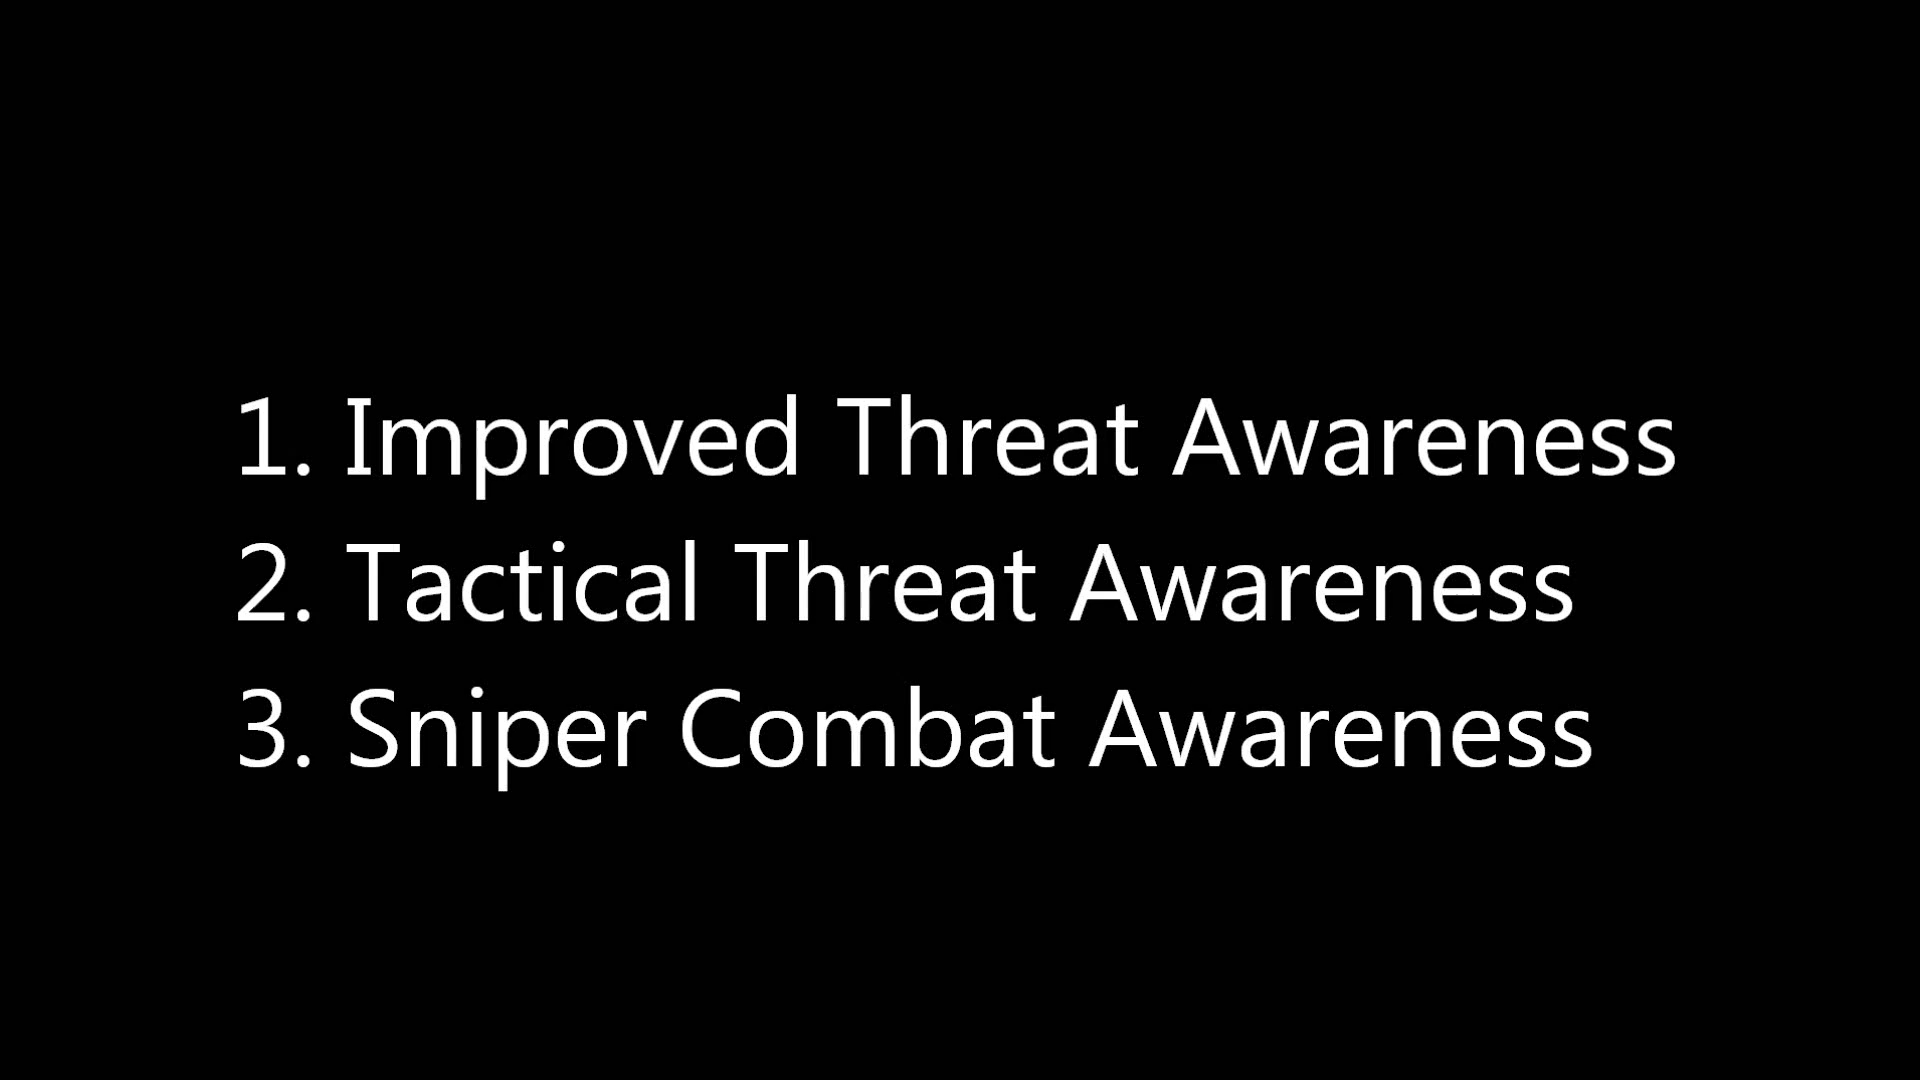 1. Improved Threat Awareness
2. Tactical Threat Awareness
3. Sniper Combat Awareness